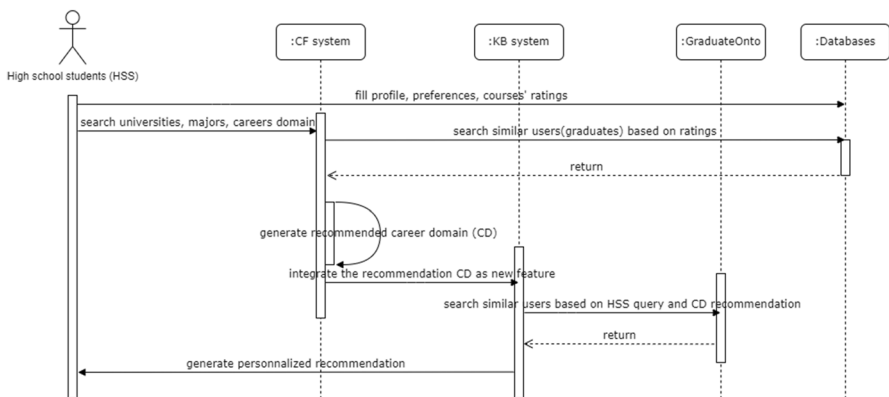 :CF system
:KB system
:GraduateOnto
:Databases
High school students (HSS)
fill profile, preferences, courses' ratings
search universities, majors, careers domain
search similar users(graduates) based on ratings
return
generate recommended career domain (CD)
integrate the recommendation CD as new feature
search similar users based on HSS query and CD recommendation
return
generate personnalized recommendation